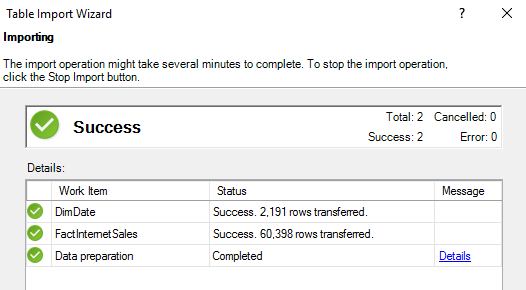 Table Import Wizard ? ✕
Importing
The import operation might take several minutes to complete. To stop the import operation,
click the Stop Import button.
Success
Total: 2 Cancelled: 0
Success: 2 Error: 0
Details:
Work Item Status Message
DimDate Success. 2,191 rows transferred.
FactInternetSales Success. 60,398 rows transferred.
Data preparation Completed Details